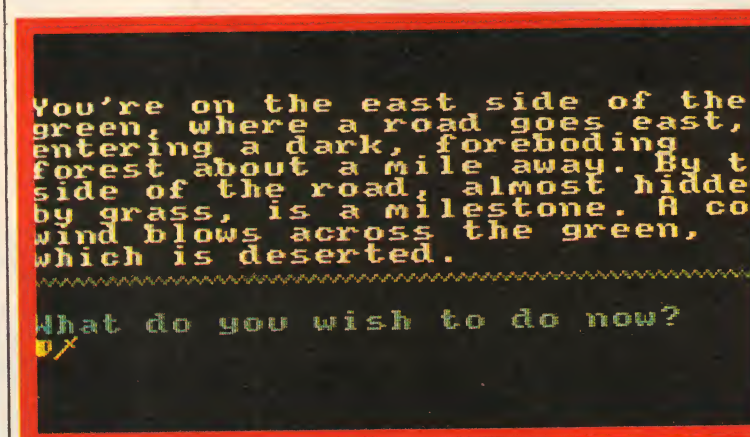 You're on the east side of the
green, where a road goes east,
entering a dark, foreboding
forest about a mile away. By t
side of the road, almost hidde
by grass, is a milestone. A co
wind blows across the green,
which is deserted.
What do you wish to do now?